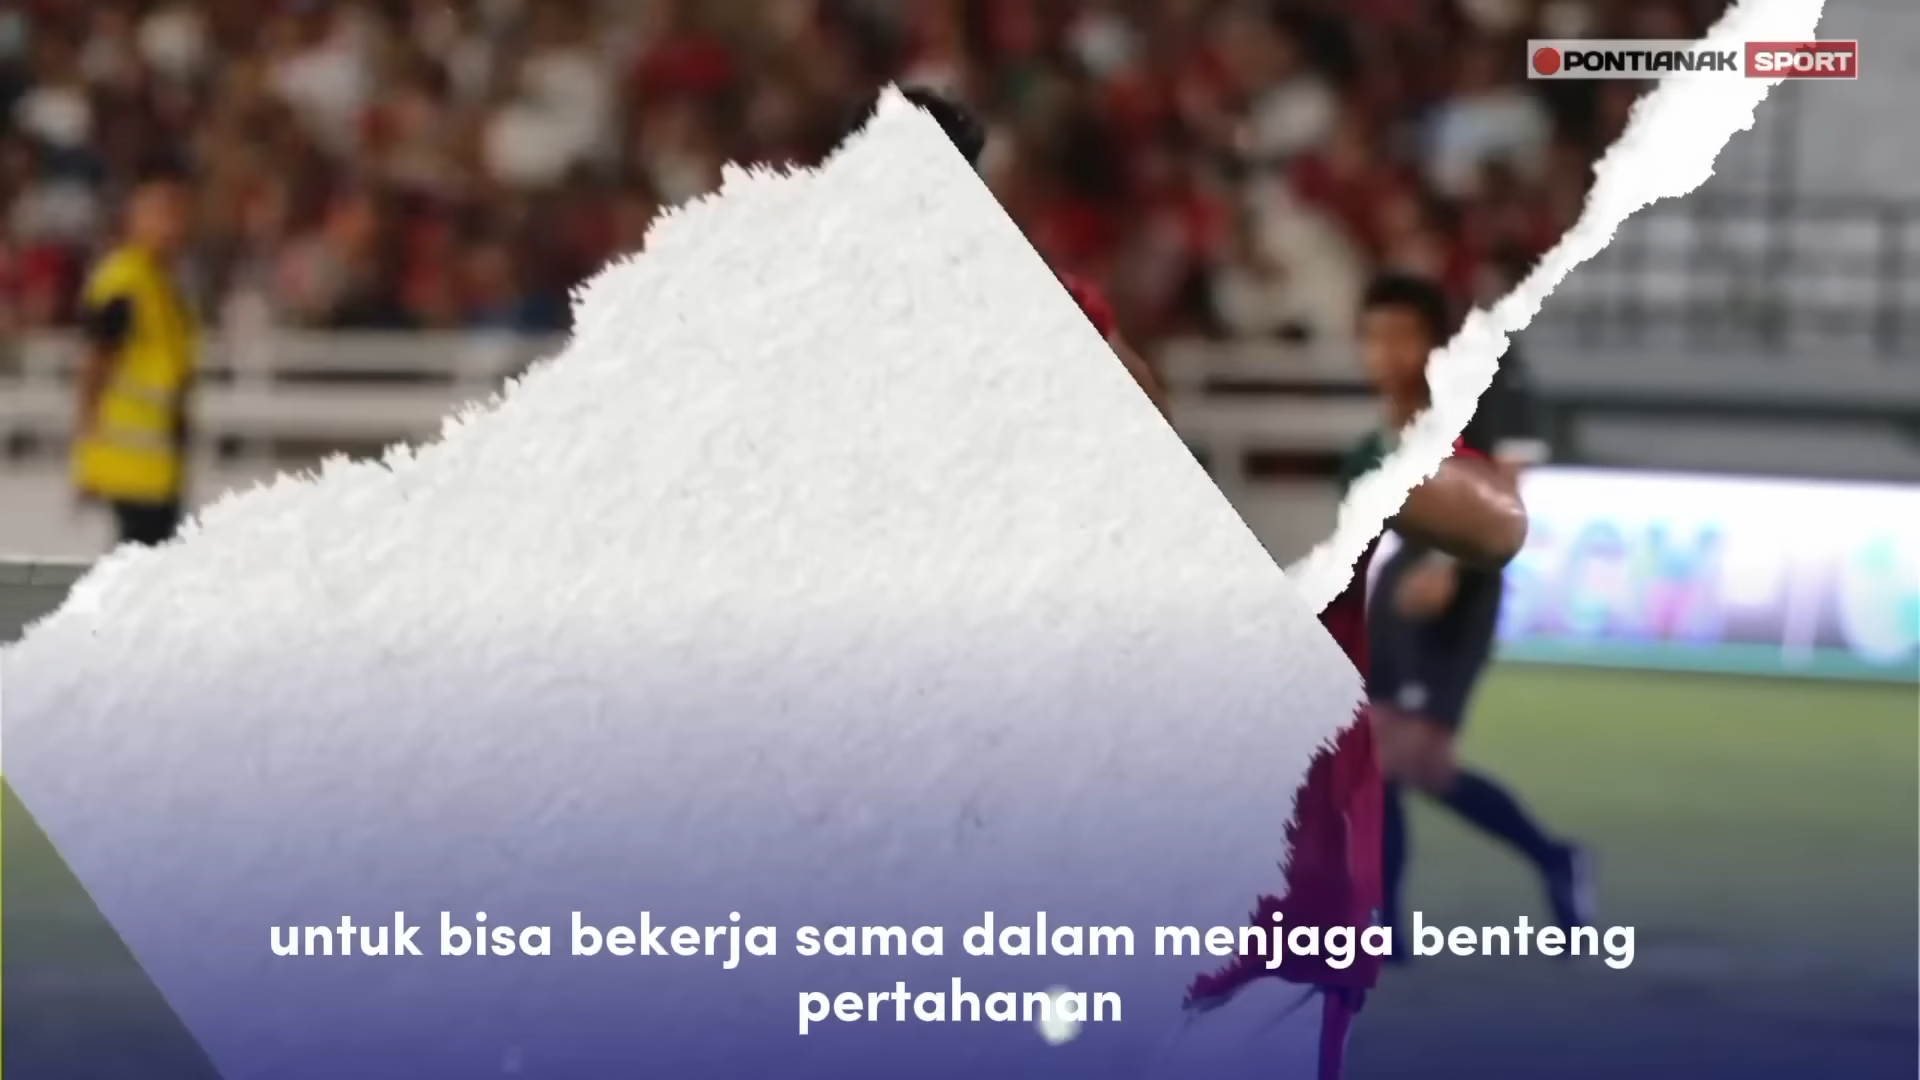 PONTIANAK SPORT
untuk bisa bekerja sama dalam menjaga benteng
pertahanan